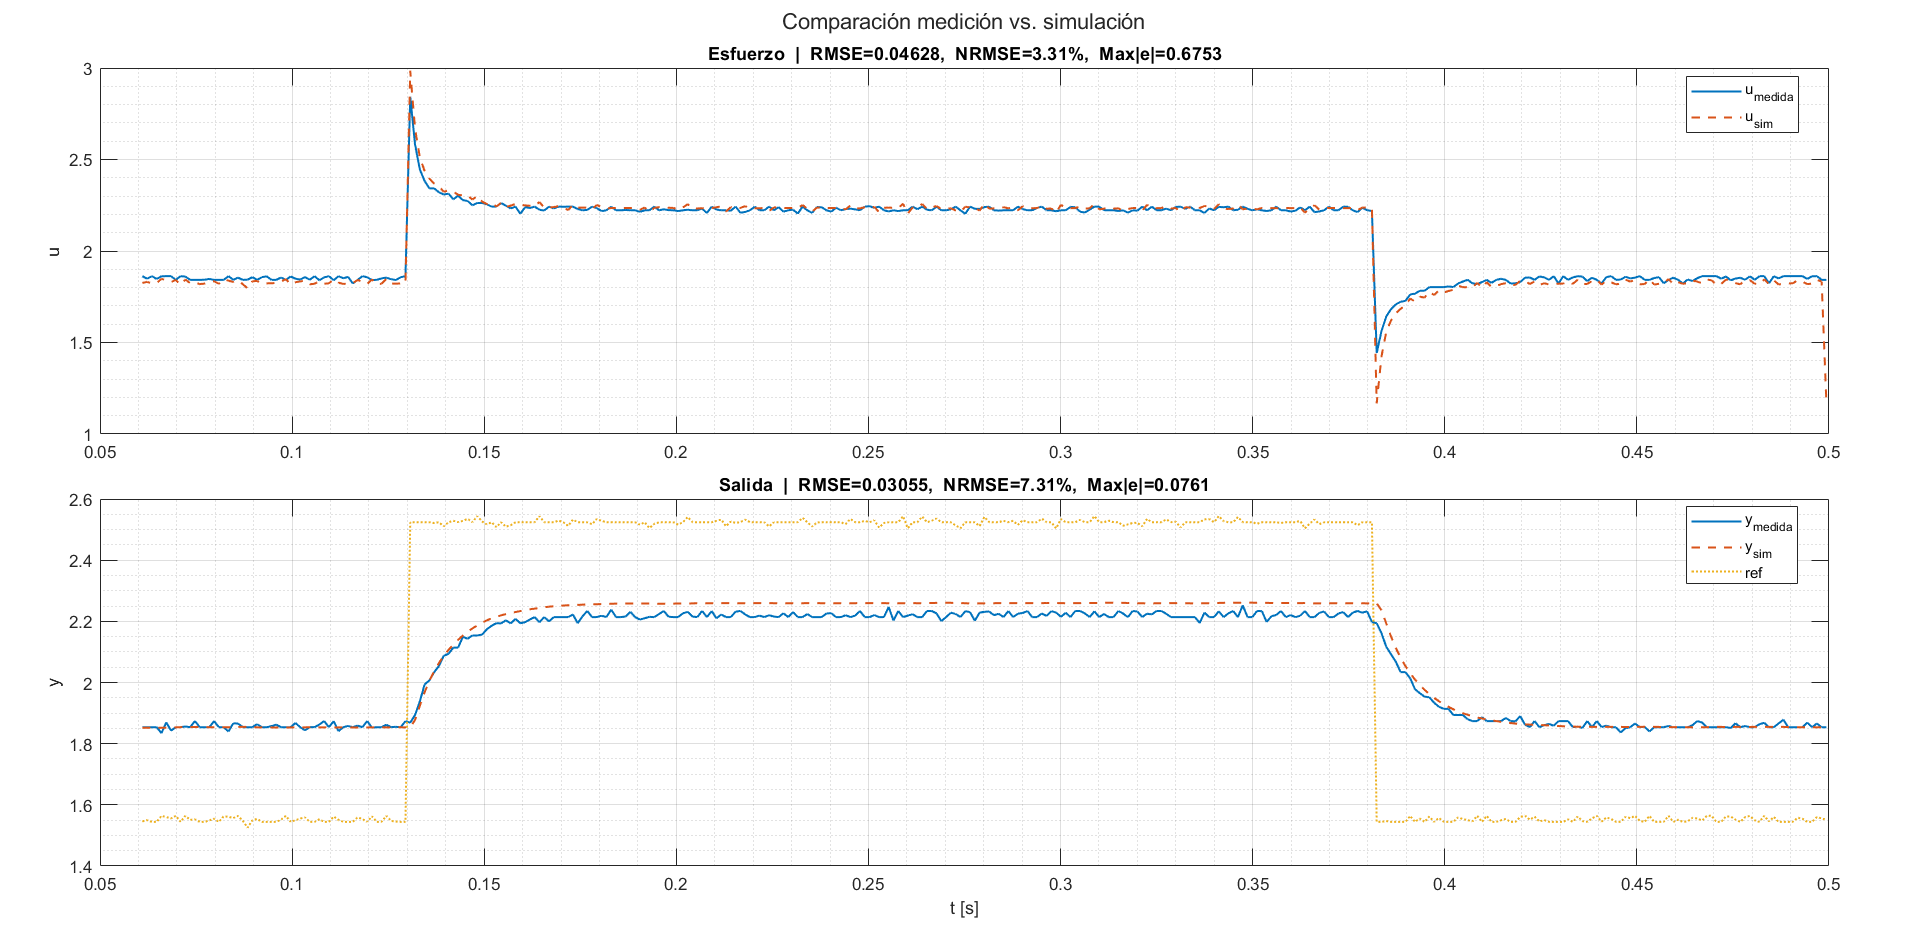 Comparación medición vs. simulación
Esfuerzo | RMSE=0.04628, NRMSE=3.31%, Max|e|=0.6753
3
2.5
2
1.5
1
u
u_medida
u_sim
0.05 0.1 0.15 0.2 0.25 0.3 0.35 0.4 0.45 0.5
Salida | RMSE=0.03055, NRMSE=7.31%, Max|e|=0.0761
2.6
2.4
2.2
2
1.8
1.6
1.4
y
y_medida
y_sim
ref
0.05 0.1 0.15 0.2 0.25 0.3 0.35 0.4 0.45 0.5
t [s]